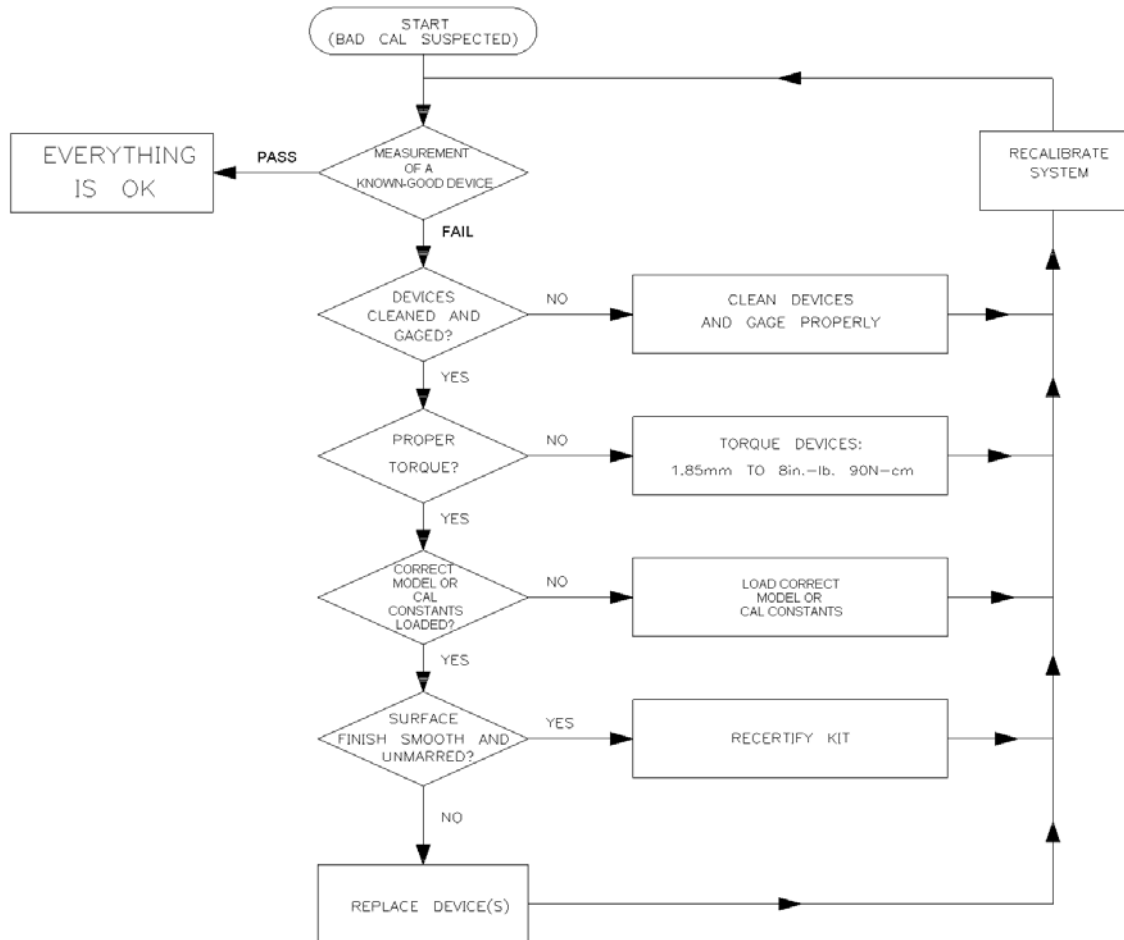 START
(BAD CAL SUSPECTED)
EVERYTHING
IS OK
PASS
MEASUREMENT
OF A
KNOWN-GOOD DEVICE
RECALIBRATE
SYSTEM
FAIL
DEVICES
CLEANED AND
GAGED?
NO
CLEAN DEVICES
AND GAGE PROPERLY
YES
PROPER
TORQUE?
NO
TORQUE DEVICES:
1.85mm TO 8in.-lb. 90N-cm
YES
CORRECT
MODEL OR
CAL
CONSTANTS
LOADED?
NO
LOAD CORRECT
MODEL OR
CAL CONSTANTS
YES
SURFACE
FINISH SMOOTH AND
UNMARRED?
YES
RECERTIFY KIT
NO
REPLACE DEVICE(S)